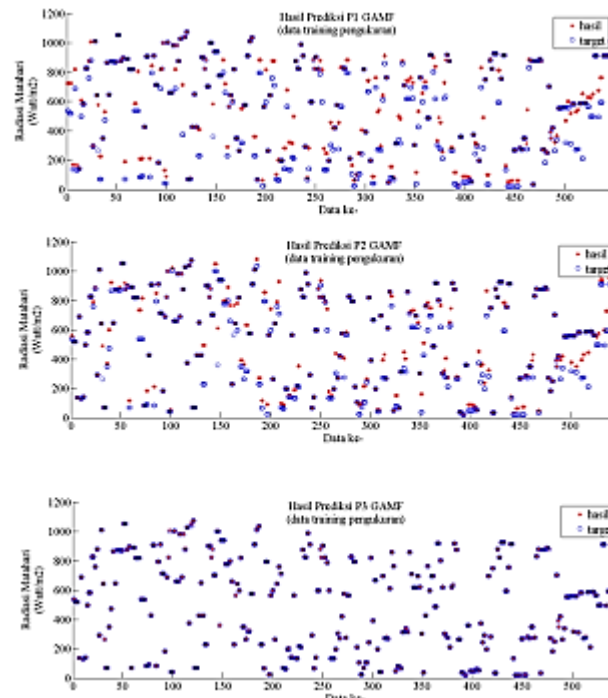 Hasil Prediksi P1 GAMF
(data training pengukuran)
hasil
target
Radiasi Matahari
(Watt/m2)
1200
1000
800
600
400
200
0
0 50 100 150 200 250 300 350 400 450 500
Data ke-
Hasil Prediksi P2 GAMF
(data training pengukuran)
hasil
target
Radiasi Matahari
(Watt/m2)
1200
1000
800
600
400
200
0
0 50 100 150 200 250 300 350 400 450 500
Data ke-
Hasil Prediksi P3 GAMF
(data training pengukuran)
hasil
target
Radiasi Matahari
(Watt/m2)
1200
1000
800
600
400
200
0
0 50 100 150 200 250 300 350 400 450 500
Data ke-